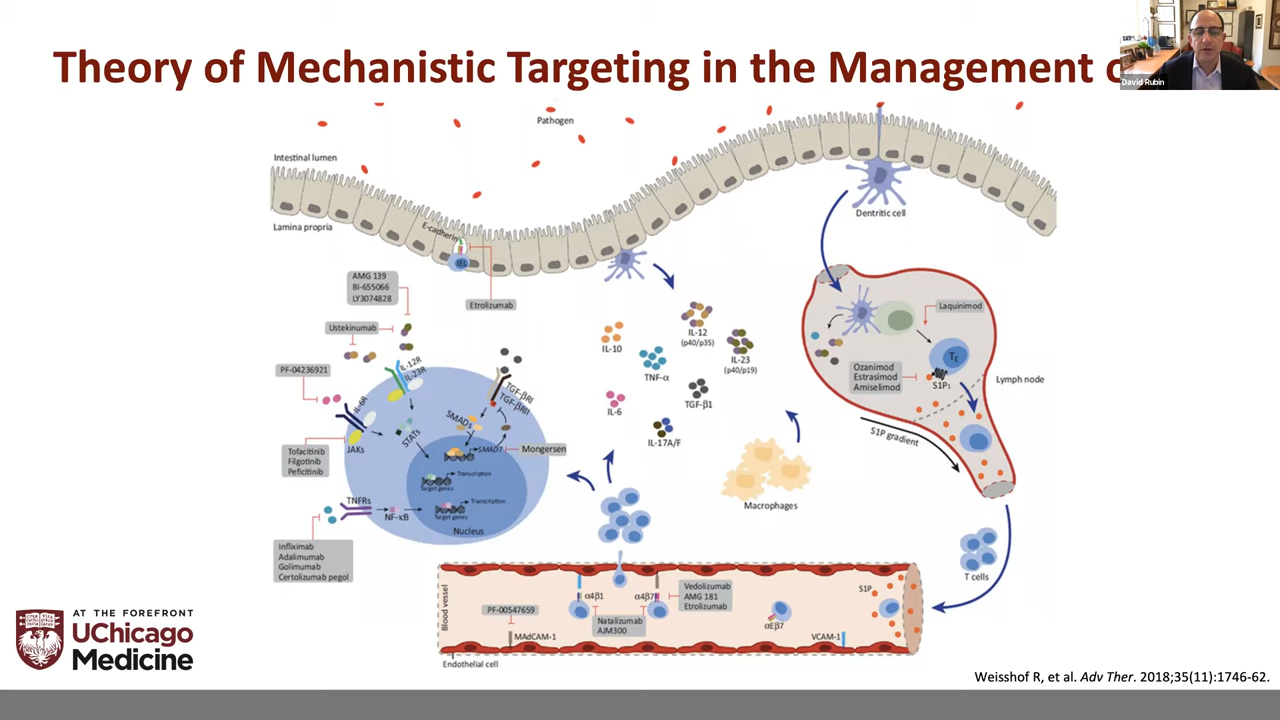 Theory of Mechanistic Targeting in the Management
David Rubin
Pathogen
Intestinal lumen
Lamina propria
E-cadherin
IEL
Dentritic cell
AMG 139
BI-655066
LY3074828
Etrolizumab
Ustekinumab
PF-04236921
IL-12R
IL-23R
IL-6R
TGF-βRI
TGF-βRII
SMADs
STATs
JAKs
SMAD7
Mongersen
Tofacitinib
Filgotinib
Peficitinib
Transcription
Target genes
TNFRs
NF-κB
Transcription
Target genes
Nucleus
Infliximab
Adalimumab
Golimumab
Certolizumab pegol
IL-10
IL-12
(p40/p35)
IL-23
(p40/p19)
TNF-α
IL-6
TGF-β1
IL-17A/F
Macrophages
Laquinimod
TE
Ozanimod
Estrasimod
Amiselimod
S1P1
Lymph node
S1P gradient
T cells
Blood vessel
PF-00547659
MAdCAM-1
α4β1
α4β7
Natalizumab
AJM300
Vedolizumab
AMG 181
Etrolizumab
αEβ7
VCAM-1
S1P
Endothelial cell
AT THE FOREFRONT
UChicago
Medicine
Weisshof R, et al. Adv Ther. 2018;35(11):1746-62.